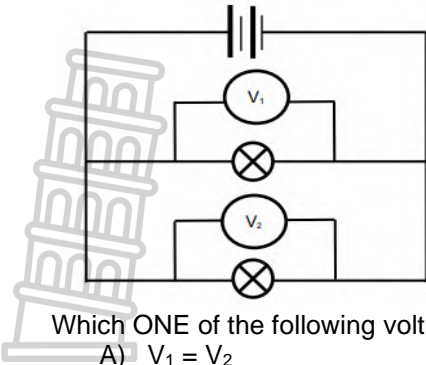 V₁
V₂
Which ONE of the following volt
A) V₁ = V₂